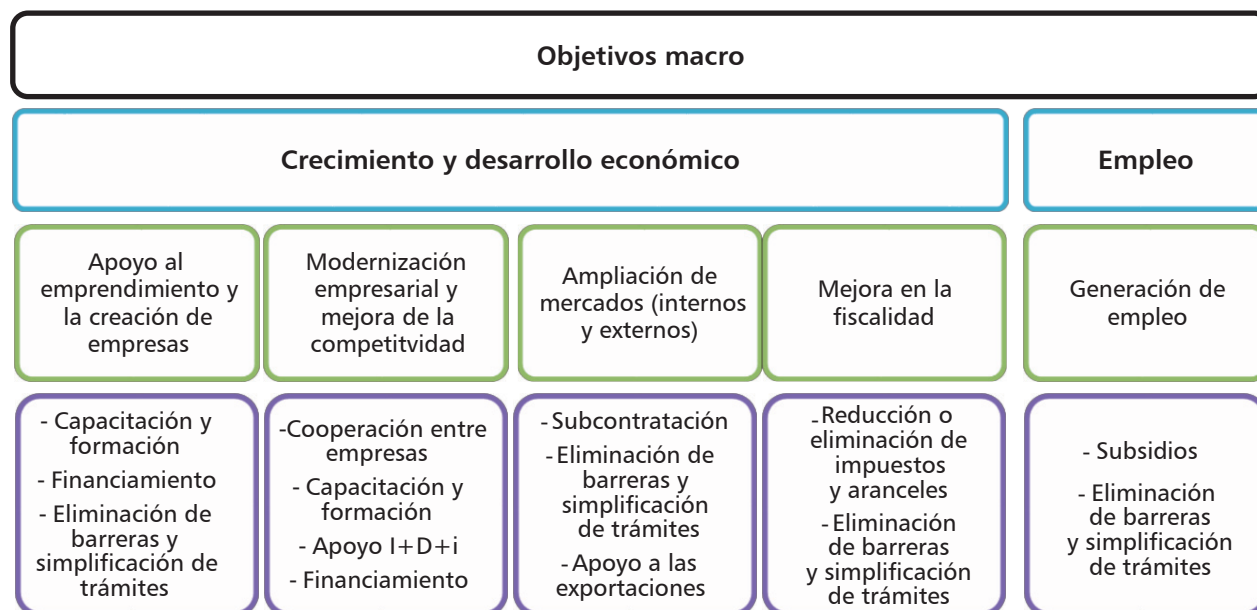 Objetivos macro
Crecimiento y desarrollo económico
Empleo
Apoyo al
emprendimiento y
la creación de
empresas
Modernización
empresarial y
mejora de la
competitvidad
Ampliación de
mercados (internos
y externos)
Mejora en la
fiscalidad
Generación de
empleo
- Capacitación y
formación
- Financiamiento
- Eliminación de
barreras y
simplificación de
trámites
-Cooperación entre
empresas
- Capacitación y
formación
- Apoyo I+D+i
- Financiamiento
- Subcontratación
- Eliminación de
barreras y
simplificación
de trámites
- Apoyo a las
exportaciones
- Reducción o
eliminación de
impuestos
y aranceles
- Eliminación
de barreras
y simplificación
de trámites
- Subsidios
- Eliminación
de barreras
y simplificación
de trámites